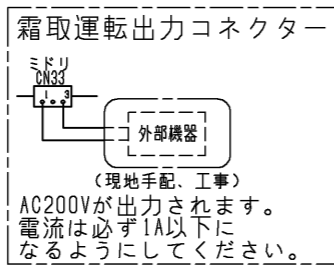 霜取運転出力コネクター
ミドリ
CN33
1 3
外部機器
(現地手配、工事)
AC200Vが出力されます。
電流は必ず1A以下に
なるようにしてください。